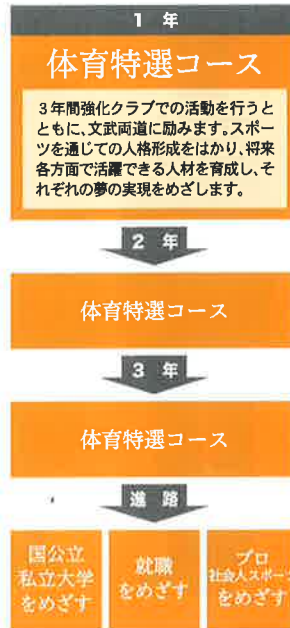 1 年
体育特選コース
３年間強化クラブでの活動を行うと
ともに、文武両道に励みます。スポー
ツを通じての人格形成をはかり、将来
各方面で活躍できる人材を育成し、そ
れぞれの夢の実現をめざします。
2 年
体育特選コース
3 年
体育特選コース
進 路
国公立
私立大学
をめざす
就職
をめざす
プロ
社会人スポーツ
をめざす